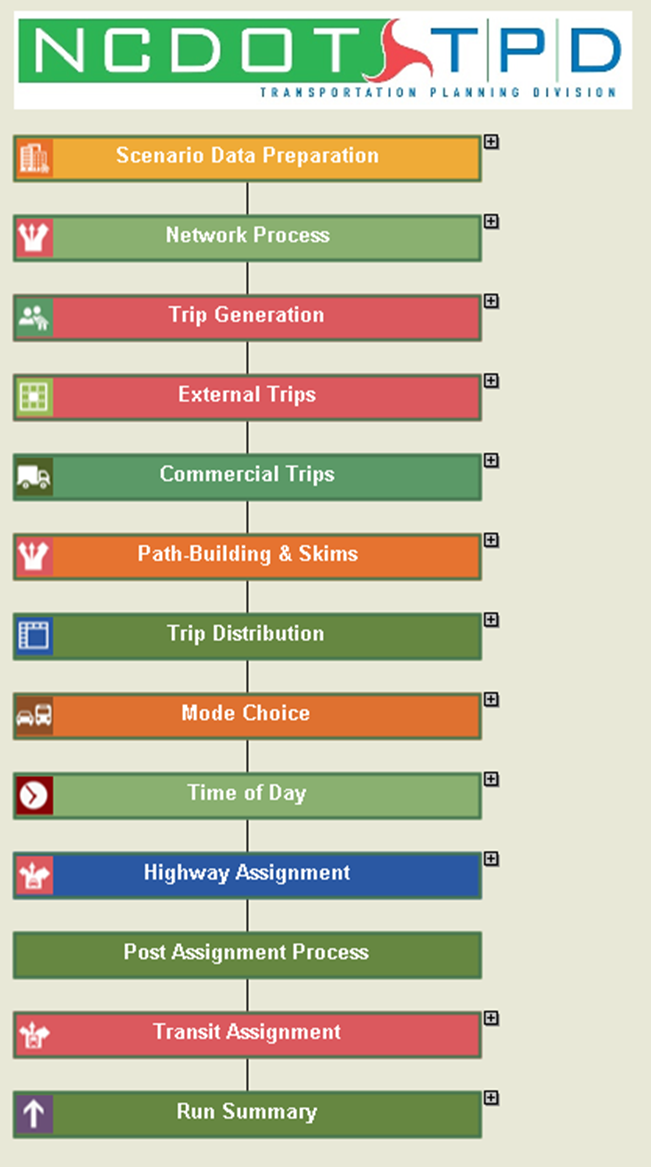 NCDOT TPD
TRANSPORTATION PLANNING DIVISION
Scenario Data Preparation
Network Process
Trip Generation
External Trips
Commercial Trips
Path-Building & Skims
Trip Distribution
Mode Choice
Time of Day
Highway Assignment
Post Assignment Process
Transit Assignment
Run Summary